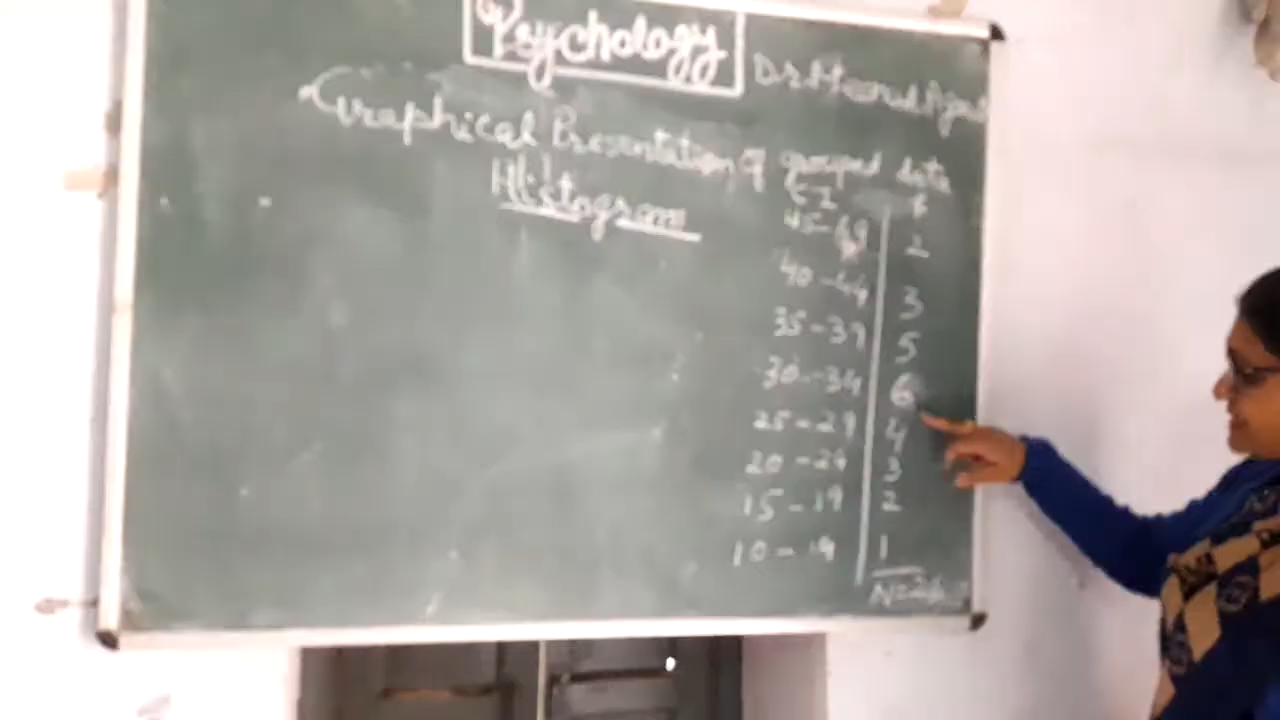 Psychology
Graphical Presentation of grouped data
Histogram
C I f
45-49 2
40-44 3
35-39 5
30-34 6
25-29 4
20-24 3
15-19 2
10-14 1